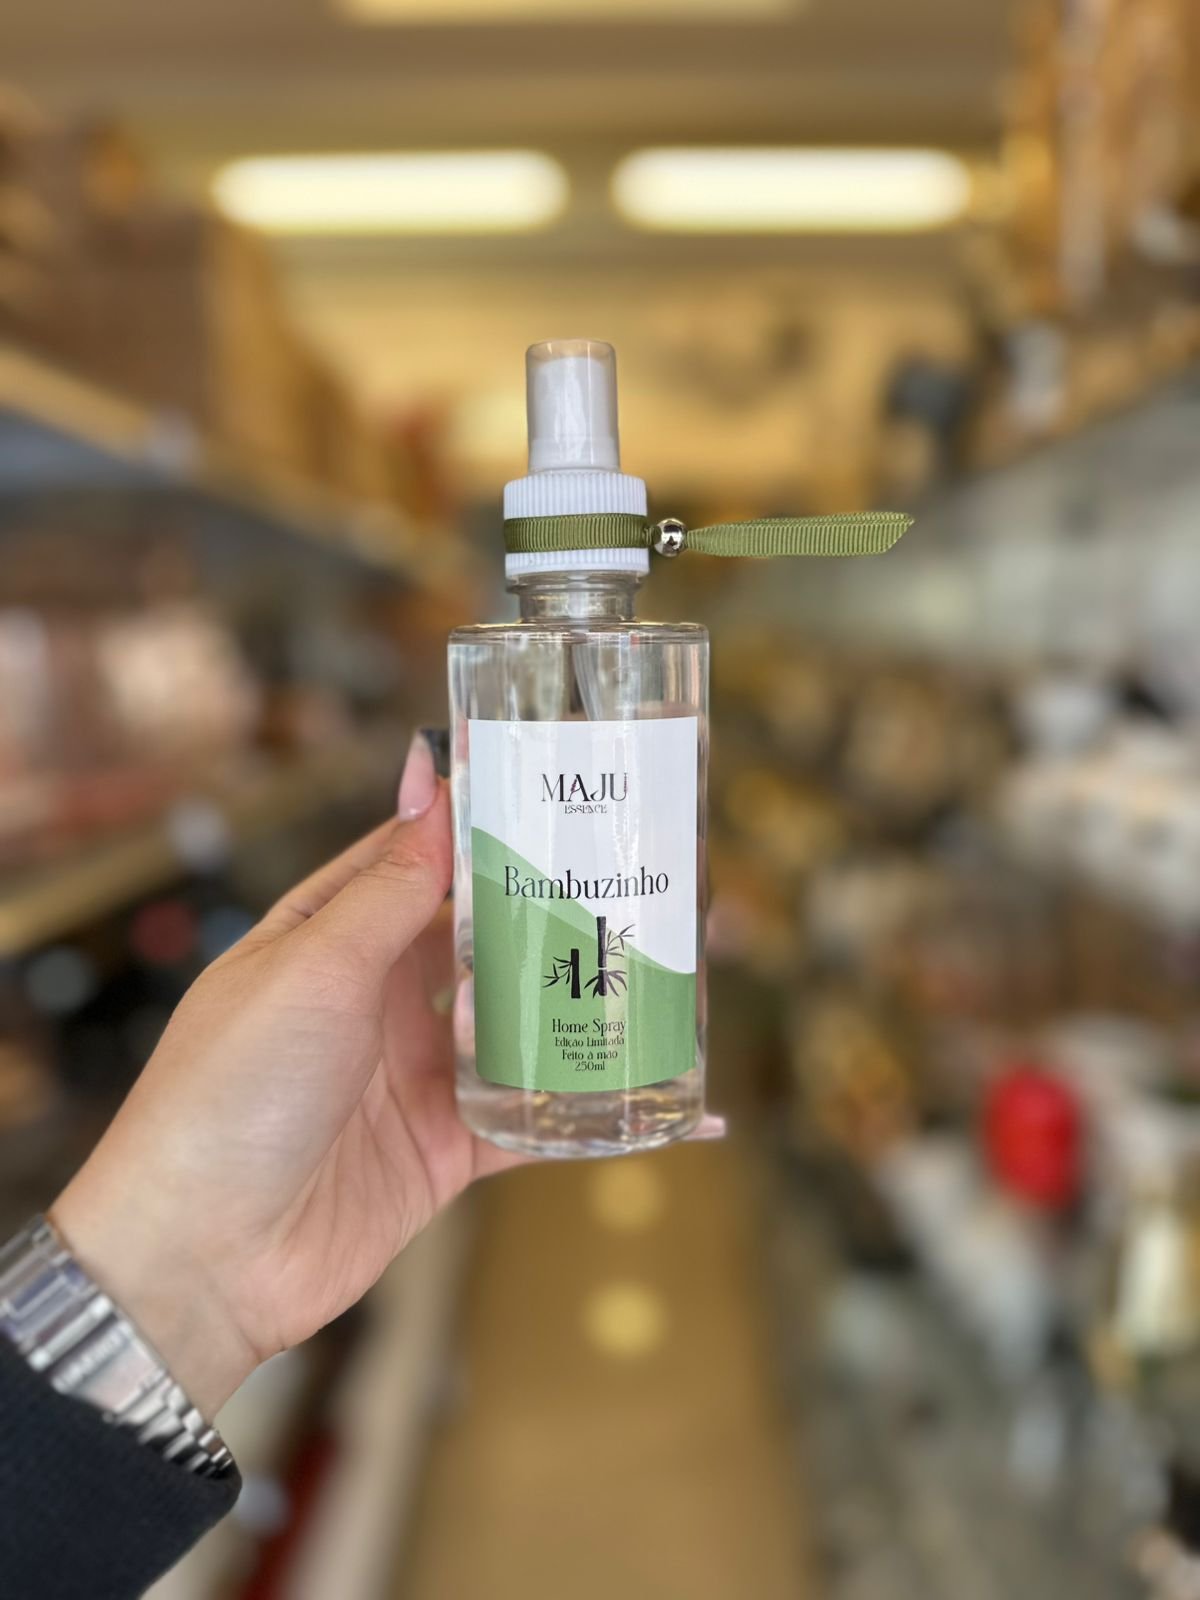 MAJU
ESSENCE
Bambuzinho
Home Spray
Edição Limitada
Feito à mão
250ml